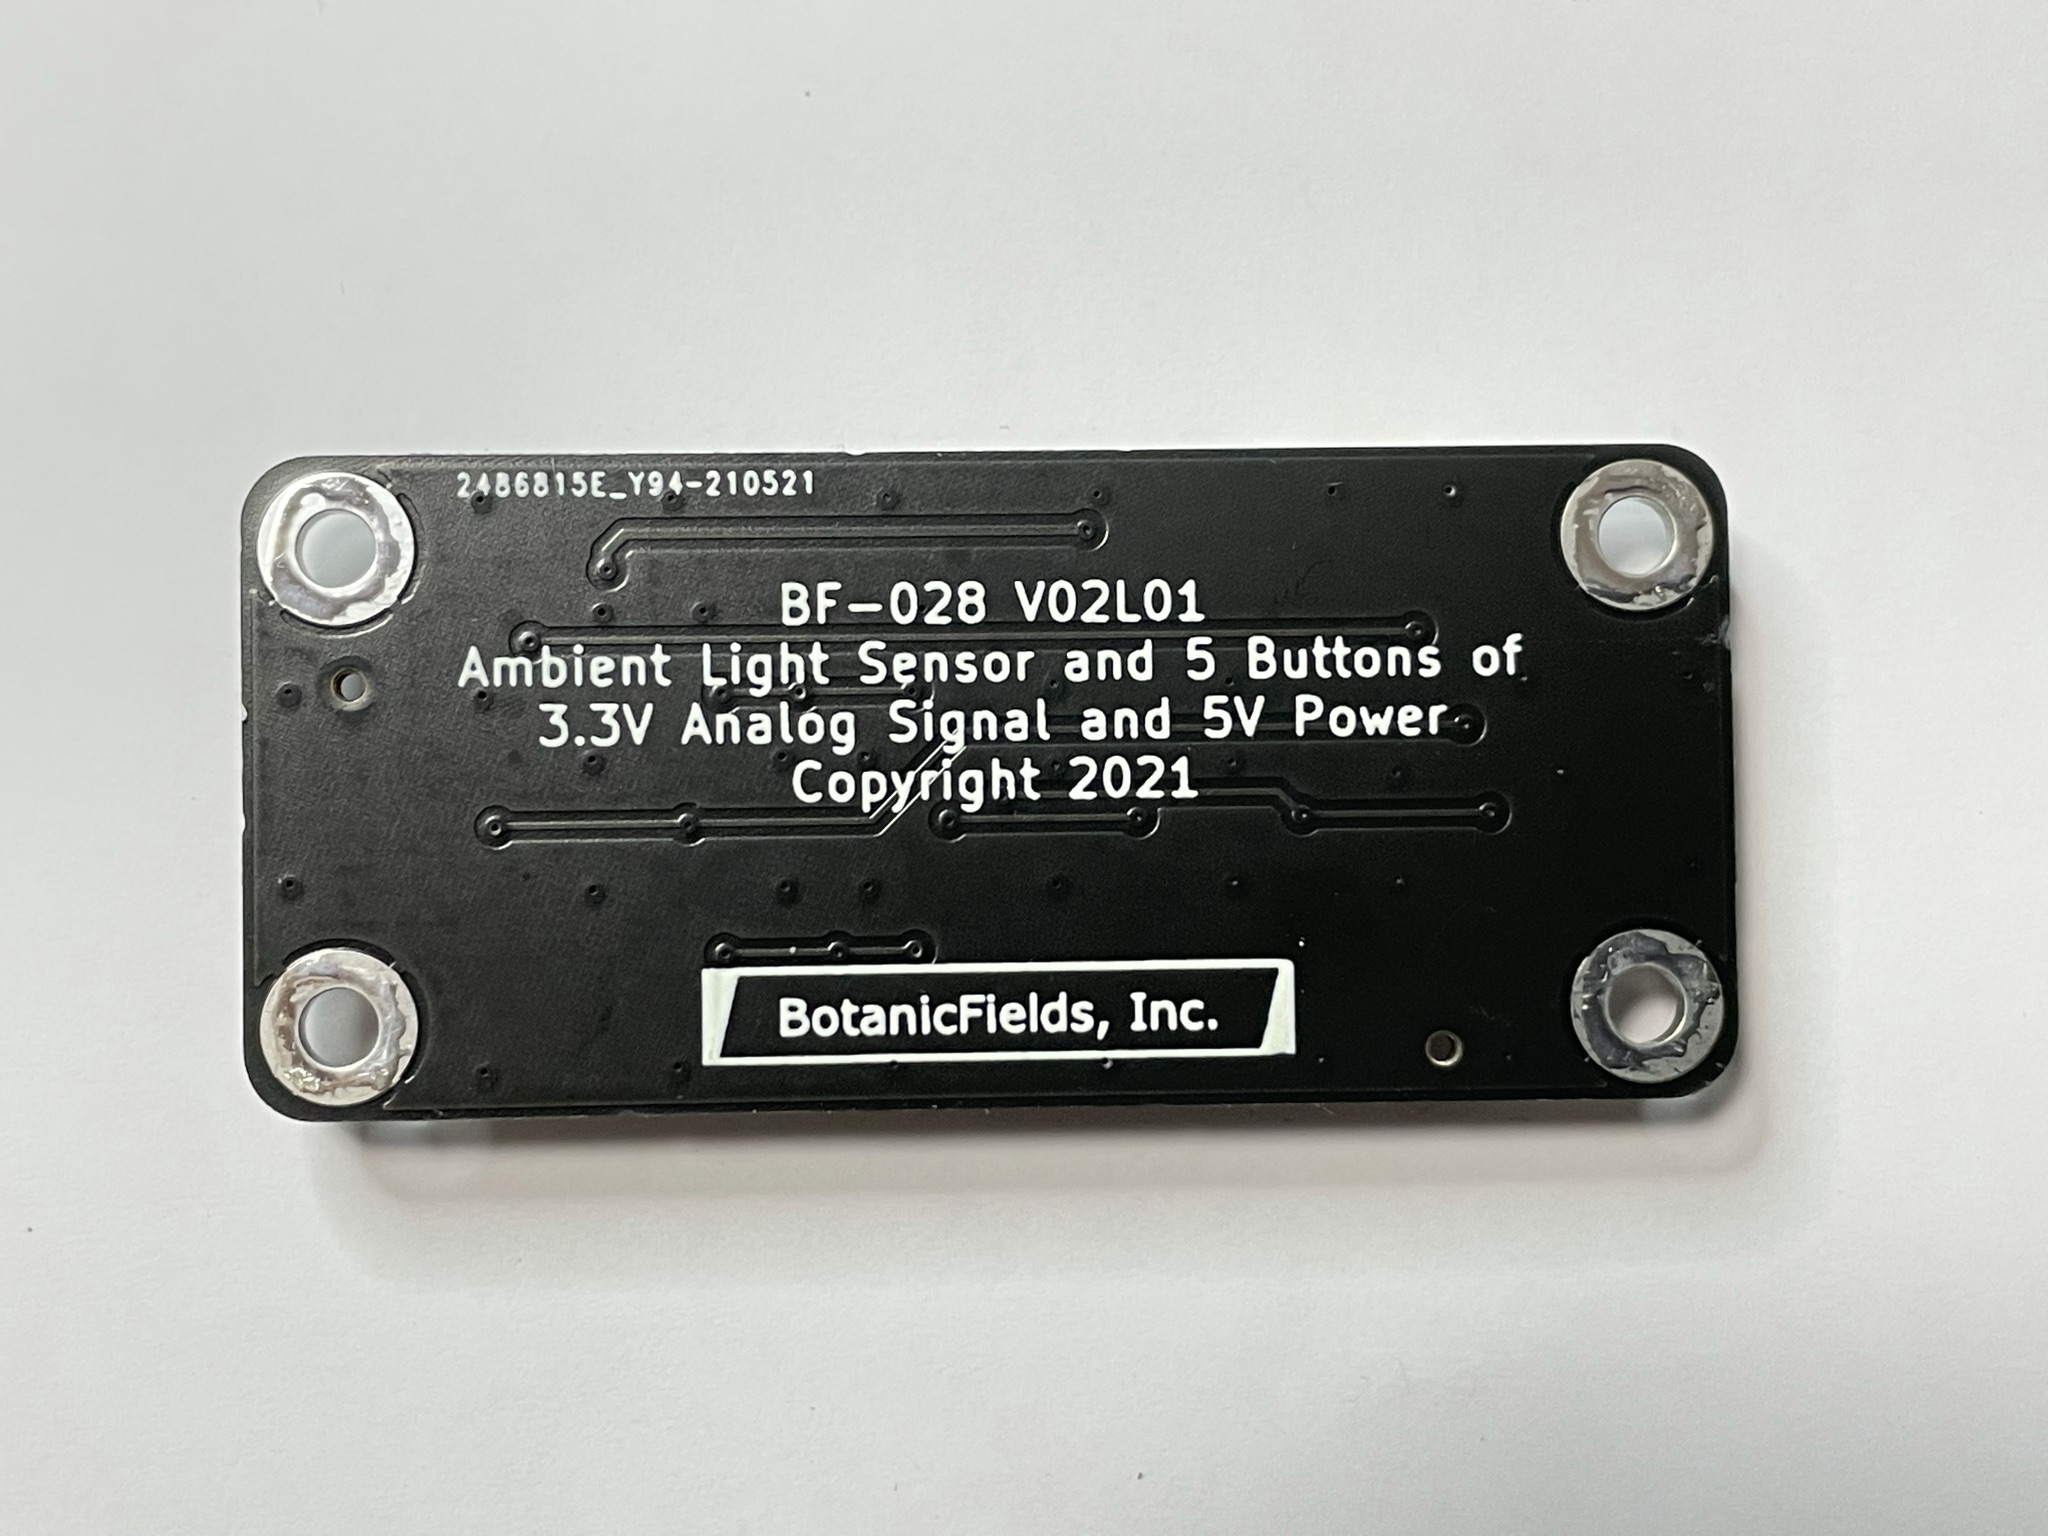 2486815E_Y94-210521
BF-028 V02L01
Ambient Light Sensor and 5 Buttons of
3.3V Analog Signal and 5V Power
Copyright 2021
BotanicFields, Inc.